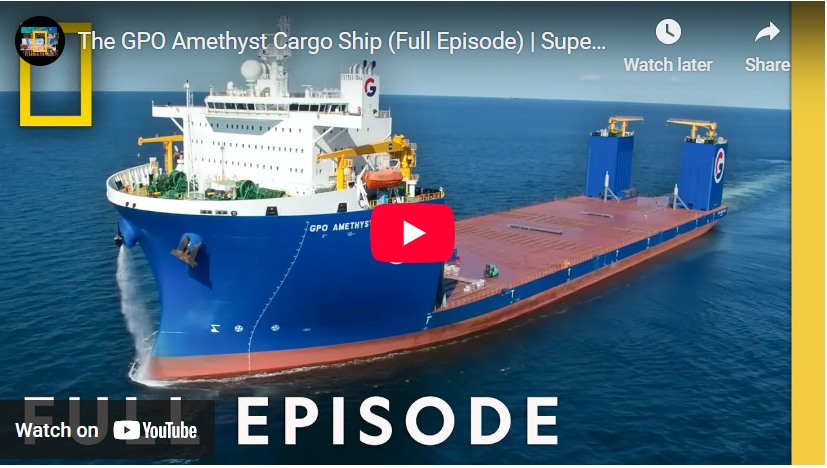 The GPO Amethyst Cargo Ship (Full Episode) | Supe...
Watch later
Share
G
G
GPO AMETHYST
FULL EPISODE
Watch on YouTube